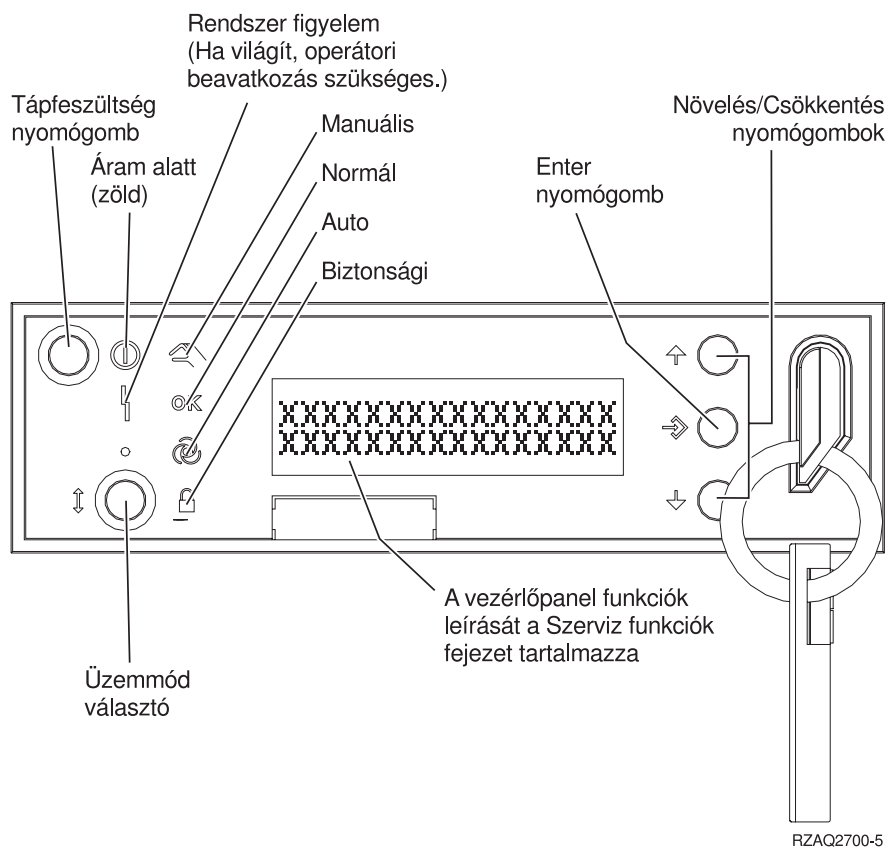 Rendszer figyelem
(Ha világít, operátori
beavatkozás szükséges.)
Tápfeszültség
nyomógomb
Áram alatt
(zöld)
Manuális
Normál
Auto
Biztonsági
Enter
nyomógomb
Növelés/Csökkentés
nyomógombok
OK
XXXXXXXXXXXXXXXX
XXXXXXXXXXXXXXXX
A vezérlőpanel funkciók
leírását a Szerviz funkciók
fejezet tartalmazza
Üzemmód
választó
RZAQ2700-5